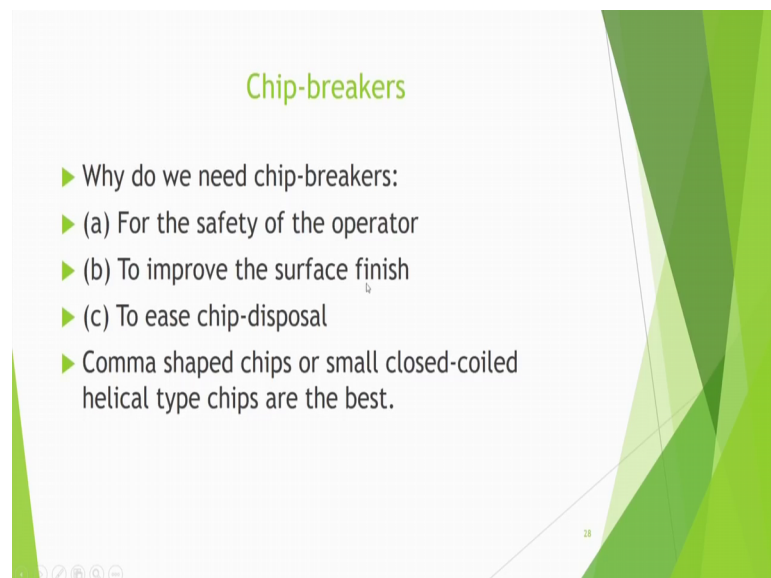 Chip-breakers
Why do we need chip-breakers:
(a) For the safety of the operator
(b) To improve the surface finish
(c) To ease chip-disposal
Comma shaped chips or small closed-coiled
helical type chips are the best.
28